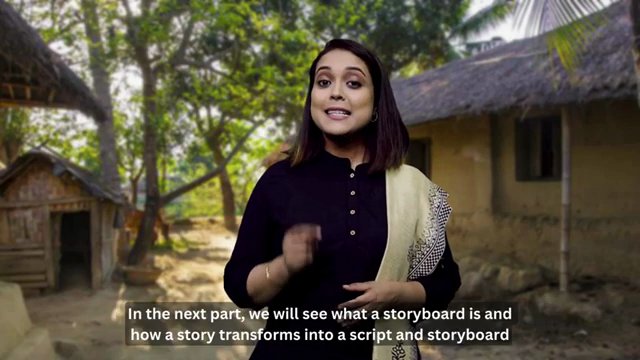 In the next part, we will see what a storyboard is and
how a story transforms into a script and storyboard